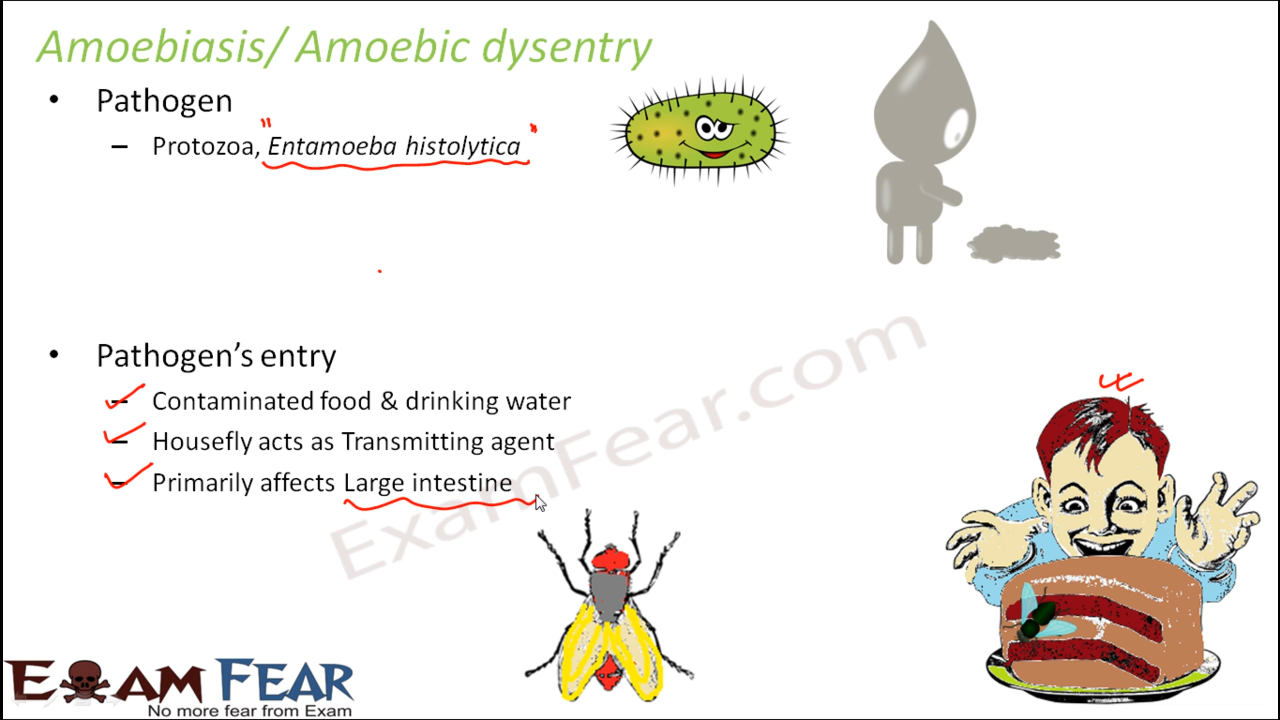 Amoebiasis/ Amoebic dysentry
• Pathogen
– Protozoa, "Entamoeba histolytica"
• Pathogen's entry
– Contaminated food & drinking water
– Housefly acts as Transmitting agent
– Primarily affects Large intestine
ExamFear.com
EXAM FEAR
No more fear from Exam